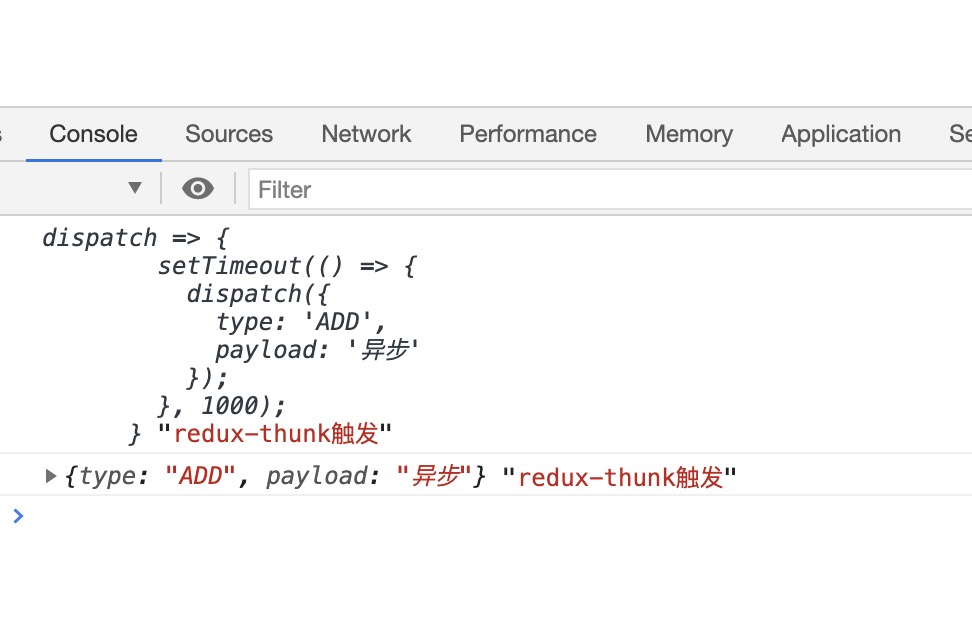 s Console Sources Network Performance Memory Application Se
Filter
dispatch => {
setTimeout(() => {
dispatch({
type: 'ADD',
payload: '异步'
});
}, 1000);
} "redux-thunk触发"
{type: "ADD", payload: "异步"} "redux-thunk触发"